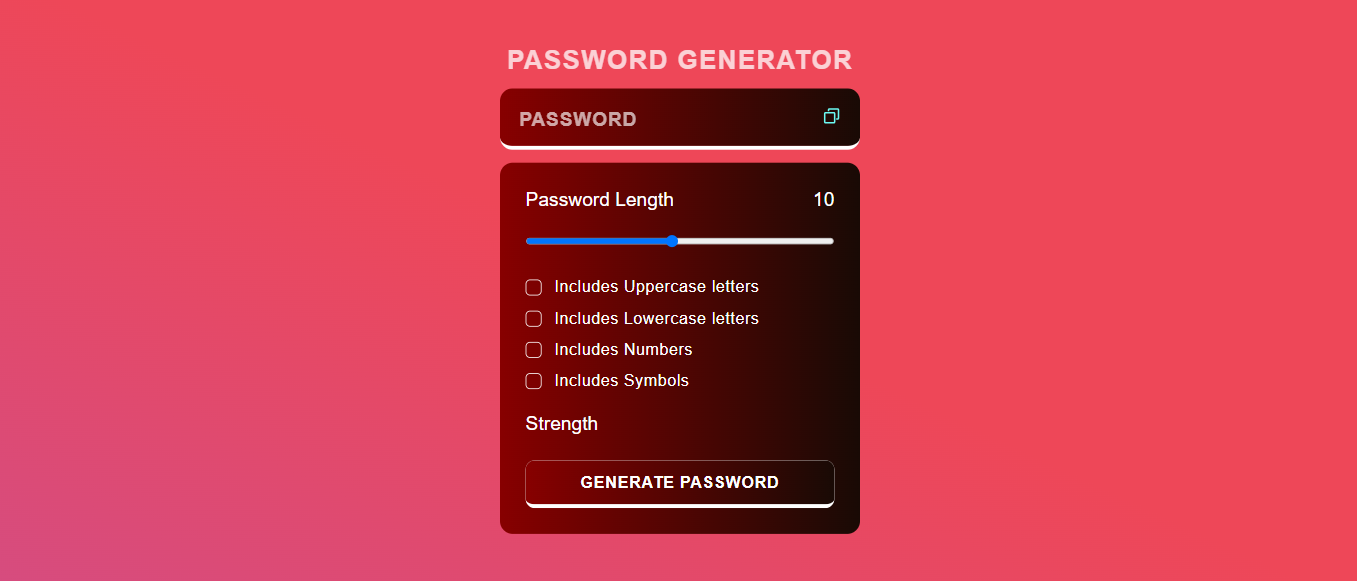 PASSWORD GENERATOR
PASSWORD
Password Length 10
Includes Uppercase letters
Includes Lowercase letters
Includes Numbers
Includes Symbols
Strength
GENERATE PASSWORD